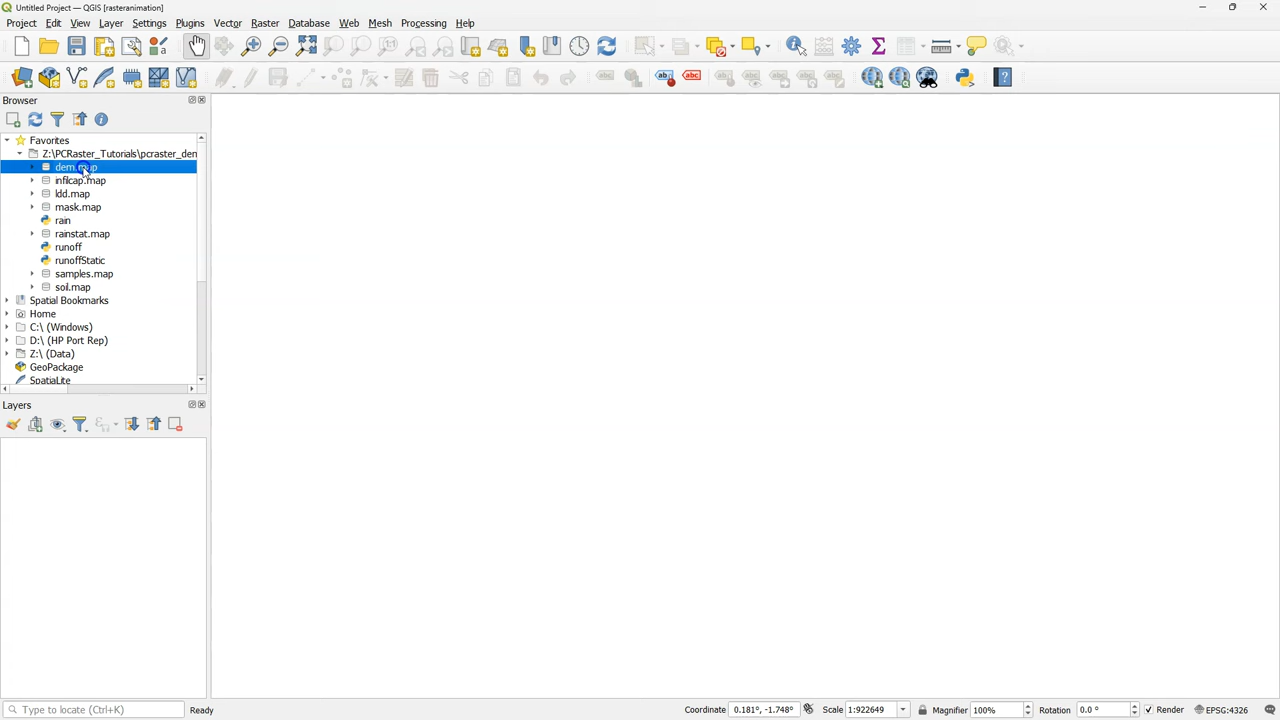 Untitled Project — QGIS [rasteranimation]
Project Edit View Layer Settings Plugins Vector Raster Database Web Mesh Processing Help
Browser
Favorites
Z:\PCRaster_Tutorials\pcraster_den
dem.map
infilcap.map
ldd.map
mask.map
rain
rainstat.map
runoff
runoffStatic
samples.map
soil.map
Spatial Bookmarks
Home
C:\ (Windows)
D:\ (HP Port Rep)
Z:\ (Data)
GeoPackage
SpatiaLite
Layers
Type to locate (Ctrl+K) Ready Coordinate 0.181°, -1.748° Scale 1:922649 Magnifier 100% Rotation 0.0 ° Render EPSG:4326